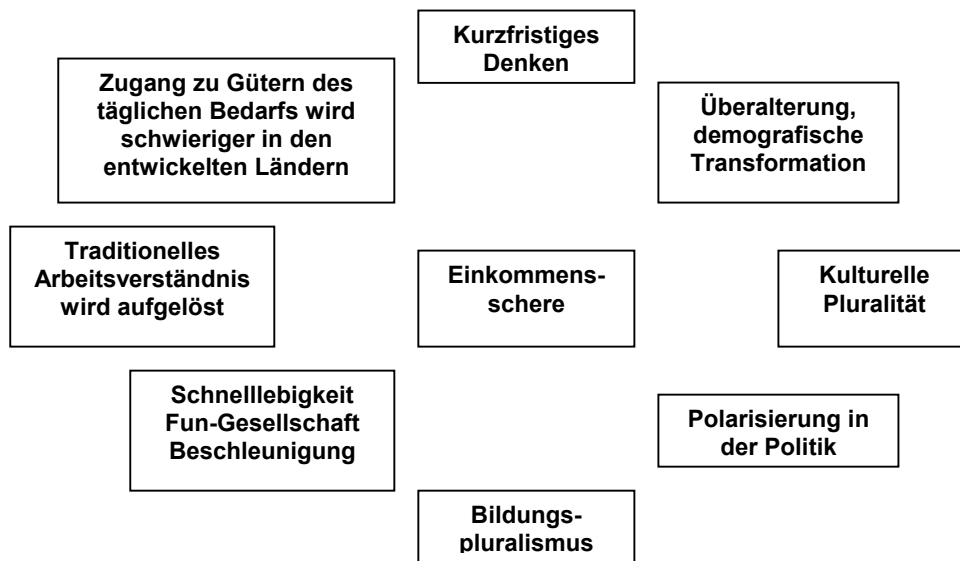 Kurzfristiges
Denken
Zugang zu Gütern des
täglichen Bedarfs wird
schwieriger in den
entwickelten Ländern
Überalterung,
demografische
Transformation
Traditionelles
Arbeitsverständnis
wird aufgelöst
Einkommens-
schere
Kulturelle
Pluralität
Schnelllebigkeit
Fun-Gesellschaft
Beschleunigung
Polarisierung in
der Politik
Bildungs-
pluralismus